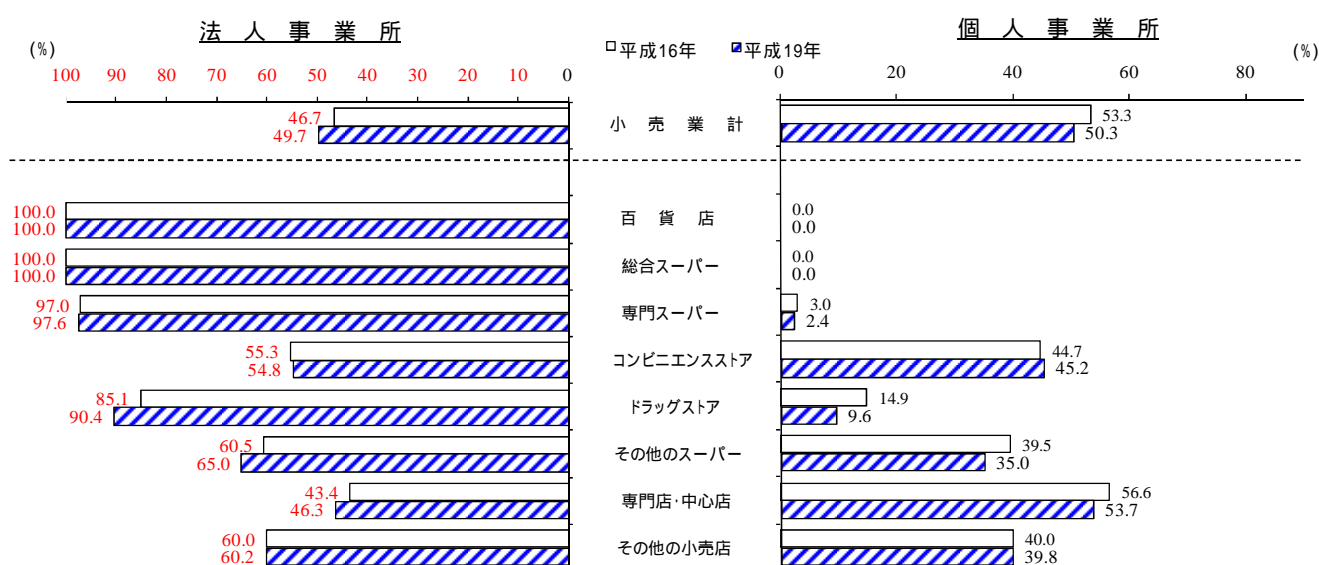 法人事業所 個人事業所
(%) □平成16年 平成19年 (%)
100 90 80 70 60 50 40 30 20 10 0 0 20 40 60 80
46.7 小売業計 53.3
49.7 50.3
100.0 百貨店 0.0
100.0 0.0
100.0 総合スーパー 0.0
100.0 0.0
97.0 専門スーパー 3.0
97.6 2.4
55.3 コンビニエンスストア 44.7
54.8 45.2
85.1 ドラッグストア 14.9
90.4 9.6
60.5 その他のスーパー 39.5
65.0 35.0
43.4 専門店・中心店 56.6
46.3 53.7
60.0 その他の小売店 40.0
60.2 39.8